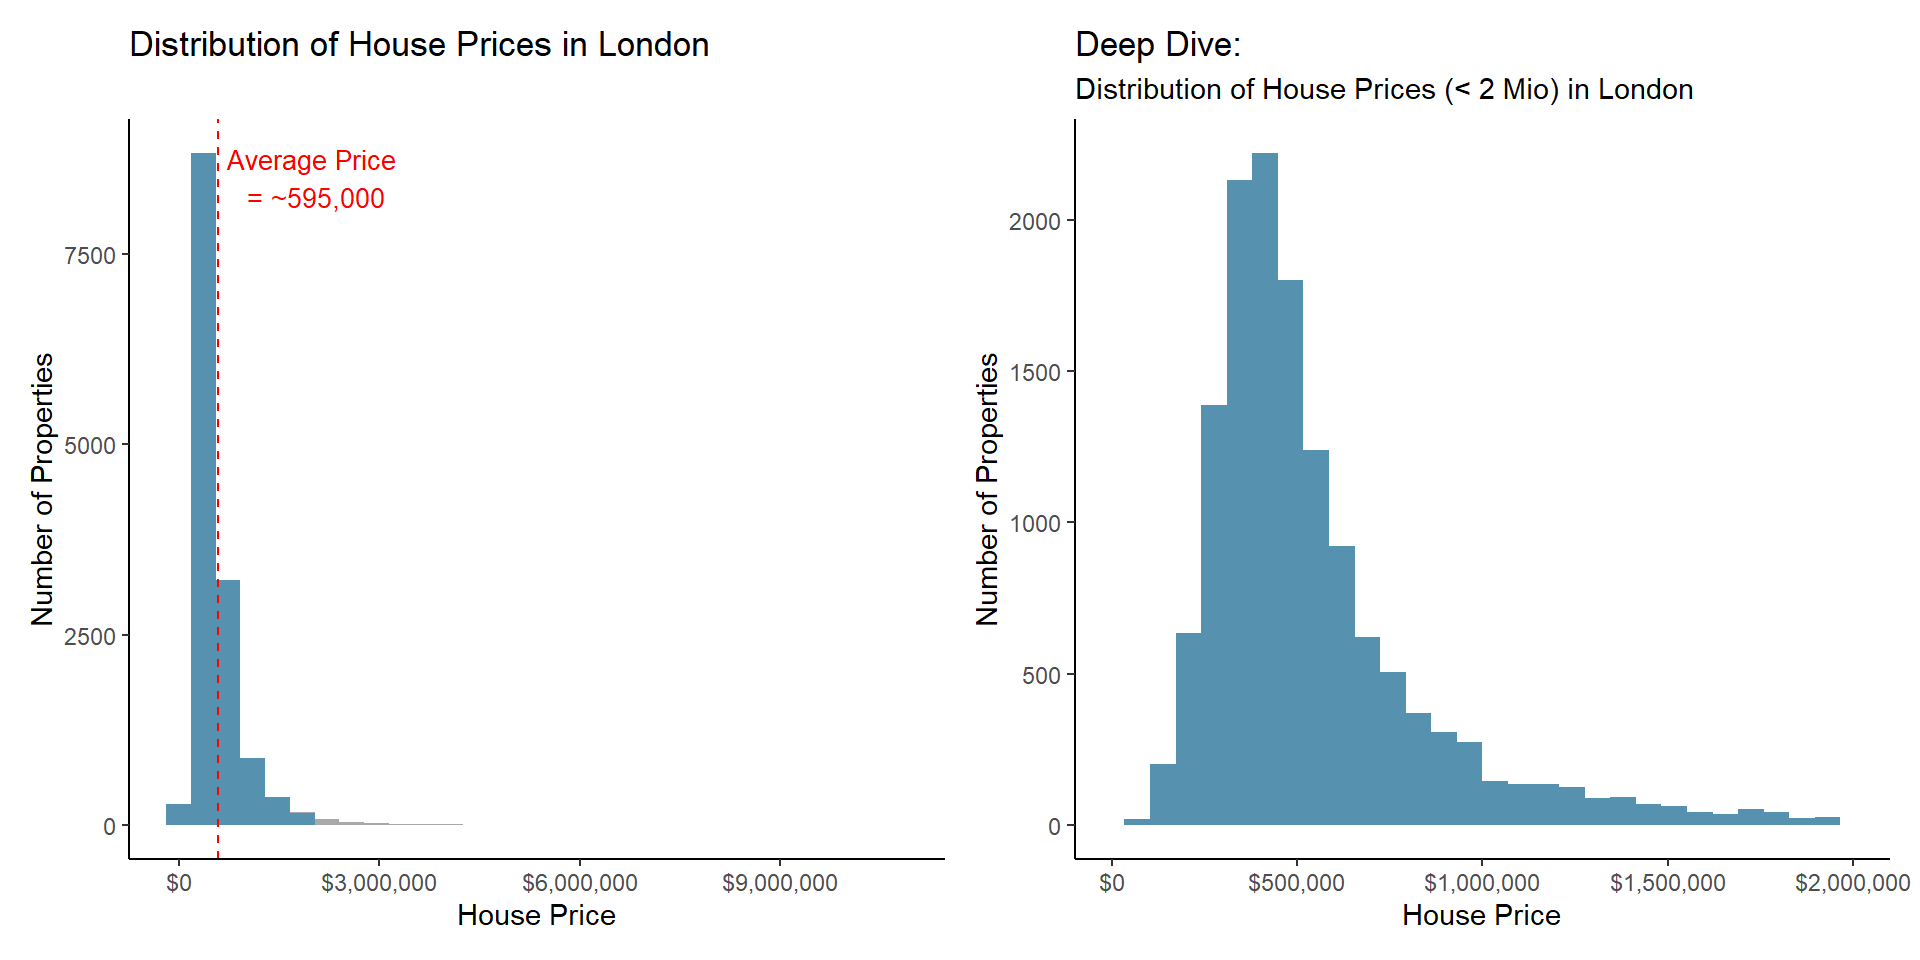 Distribution of House Prices in London
Average Price
= ~595,000
Number of Properties
7500
5000
2500
0
$0
$3,000,000
$6,000,000
$9,000,000
House Price
Deep Dive:
Distribution of House Prices (< 2 Mio) in London
Number of Properties
2000
1500
1000
500
0
$0
$500,000
$1,000,000
$1,500,000
$2,000,000
House Price